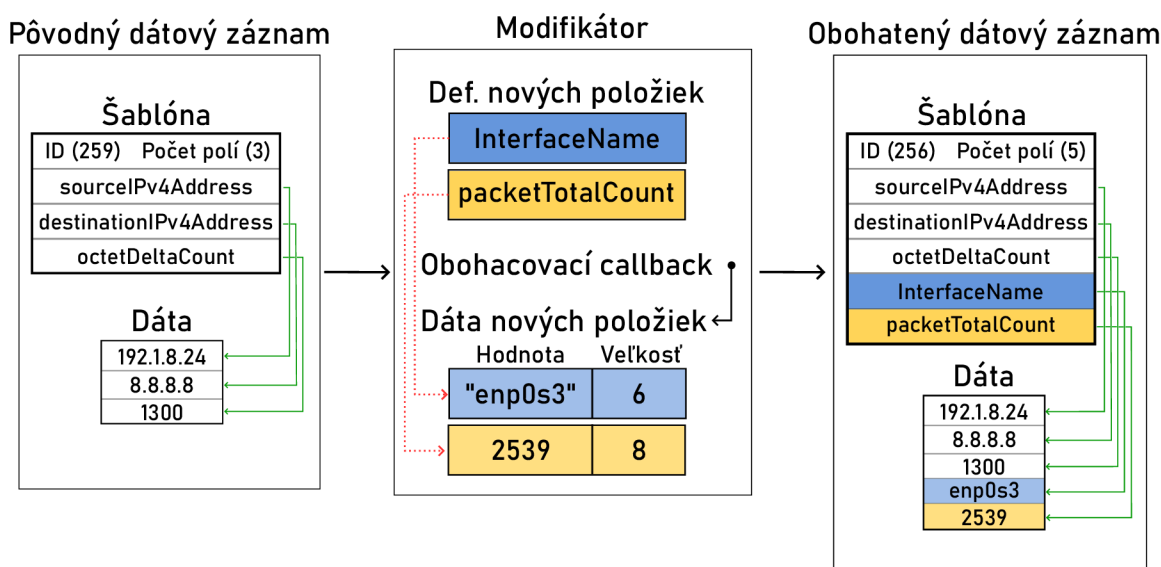 Pôvodný dátový záznam
Šablóna
ID (259) Počet polí (3)
sourceIPv4Address
destinationIPv4Address
octetDeltaCount
Dáta
192.1.8.24
8.8.8.8
1300
Modifikátor
Def. nových položiek
InterfaceName
packetTotalCount
Obohacovací callback
Dáta nových položiek
Hodnota Veľkosť
"enp0s3" 6
2539 8
Obohatený dátový záznam
Šablóna
ID (256) Počet polí (5)
sourceIPv4Address
destinationIPv4Address
octetDeltaCount
InterfaceName
packetTotalCount
Dáta
192.1.8.24
8.8.8.8
1300
enp0s3
2539